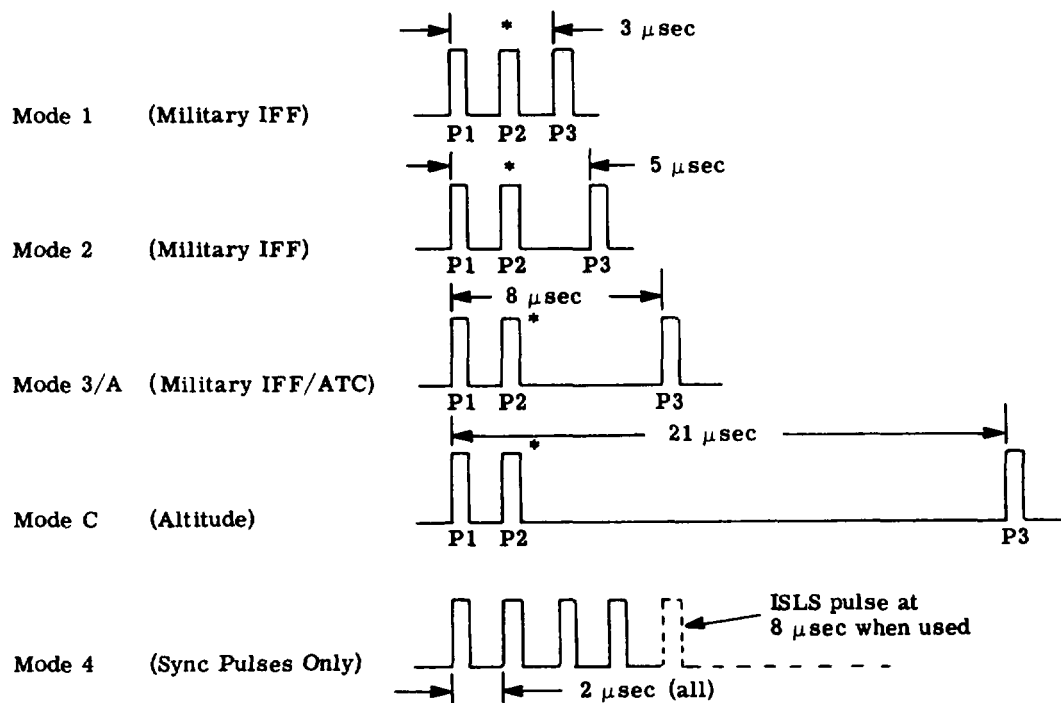 * 3 μsec
Mode 1 (Military IFF)
P1 P2 P3
* 5 μsec
Mode 2 (Military IFF)
P1 P2 P3
8 μsec
*
Mode 3/A (Military IFF/ATC)
P1 P2 P3
21 μsec
*
Mode C (Altitude)
P1 P2 P3
ISLS pulse at
8 μsec when used
Mode 4 (Sync Pulses Only)
2 μsec (all)